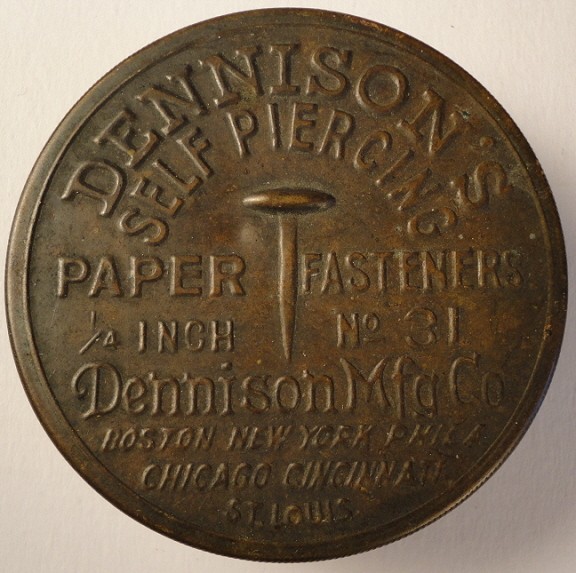 DENNISON'S
SELF PIERCING
PAPER FASTENERS
1/4 INCH No 31
Dennison Mfg Co
BOSTON NEW YORK PHILA
CHICAGO CINCINNATI
ST. LOUIS